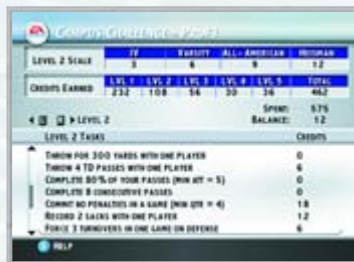 EA
CAMPUS CHALLENGE - POINT
JV VARSITY ALL-AMERICAN HEISMAN
LEVEL 2 SCALE 3 6 9 12
LVL 1 LVL 2 LVL 3 LVL 4 LVL 5 TOTAL
CREDITS EARNED 232 108 56 30 36 462
SPENT: 575
LEVEL 2 BALANCE: 12
LEVEL 2 TASKS CREDITS
THROW FOR 300 YARDS WITH ONE PLAYER 0
THROW 4 TD PASSES WITH ONE PLAYER 6
COMPLETE 80% OF YOUR PASSES (MIN ATT = 5) 0
COMPLETE 8 CONSECUTIVE PASSES 0
COMMIT NO PENALTIES IN A GAME (MIN QTR = 4) 18
RECORD 2 SACKS WITH ONE PLAYER 12
FORCE 3 TURNOVERS IN ONE GAME ON DEFENSE 6
HELP